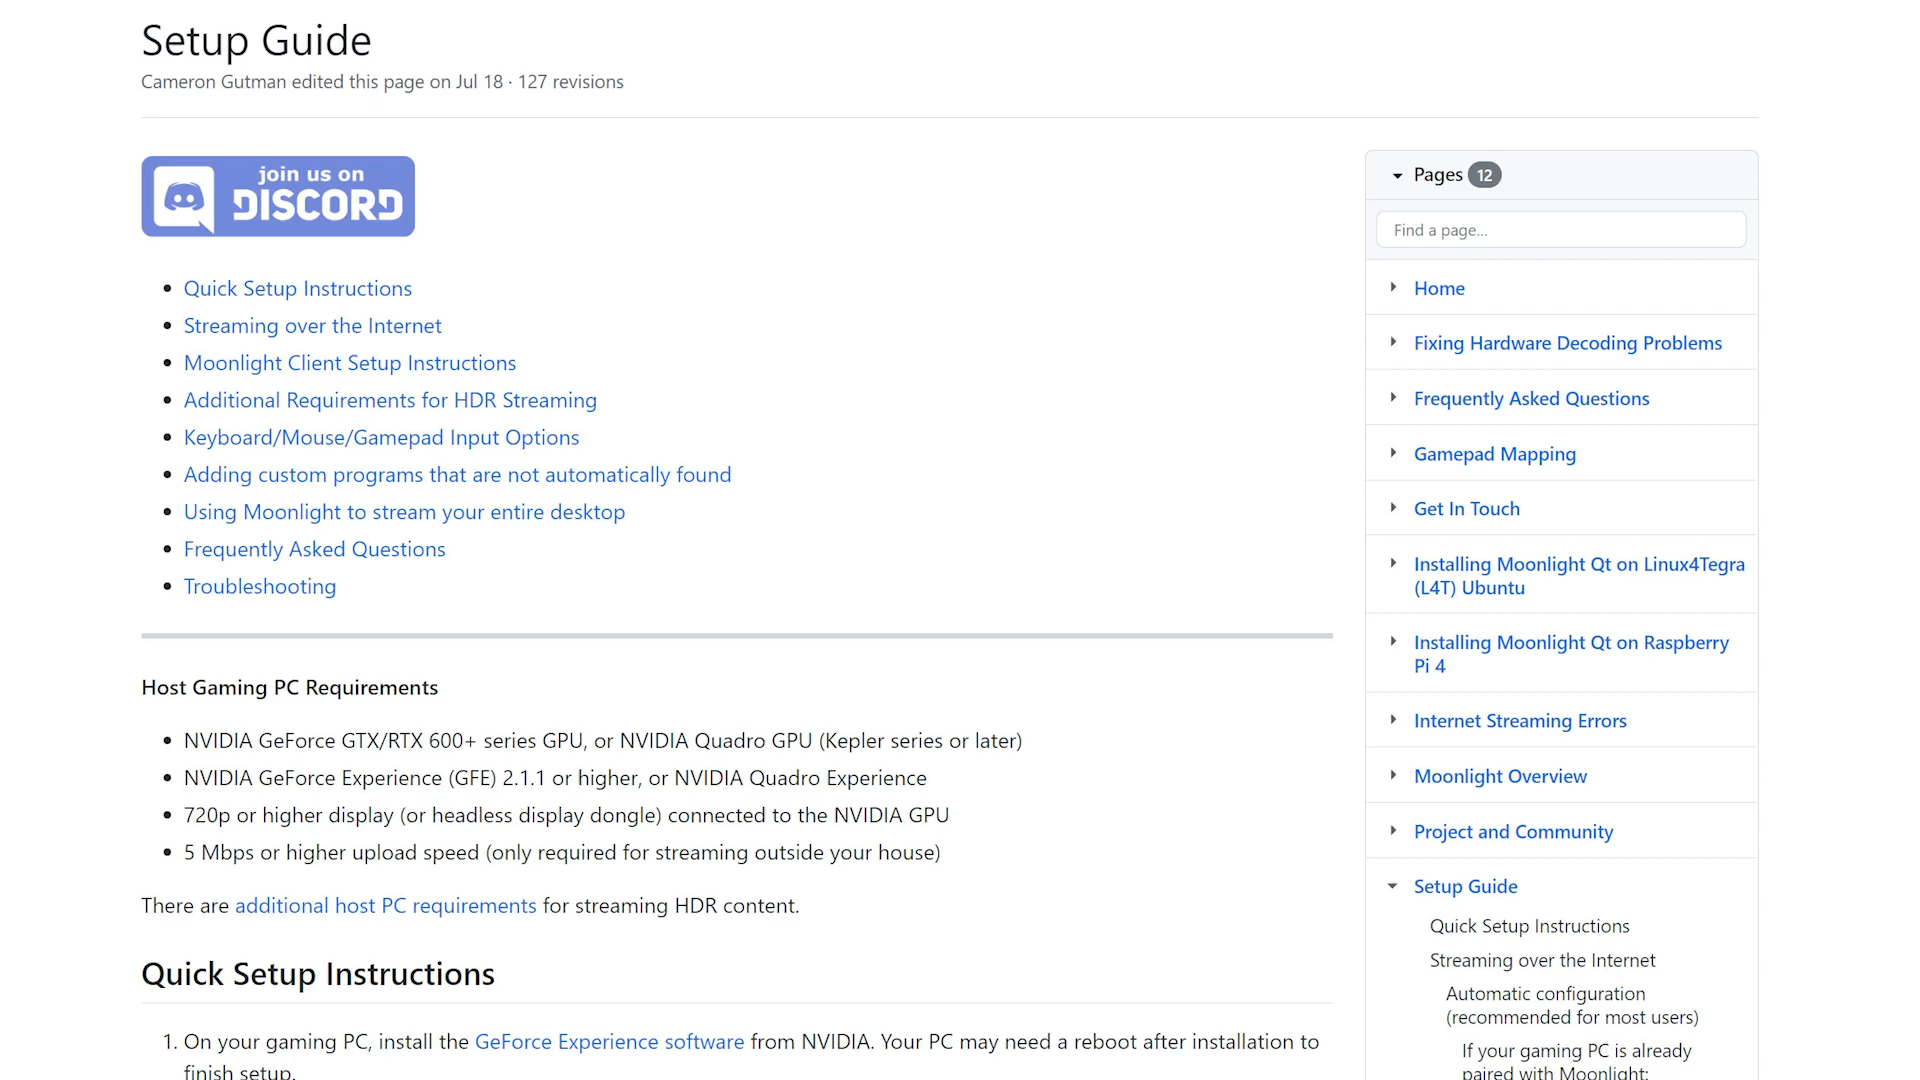 Setup Guide
Cameron Gutman edited this page on Jul 18 · 127 revisions
join us on
DISCORD
Quick Setup Instructions
Streaming over the Internet
Moonlight Client Setup Instructions
Additional Requirements for HDR Streaming
Keyboard/Mouse/Gamepad Input Options
Adding custom programs that are not automatically found
Using Moonlight to stream your entire desktop
Frequently Asked Questions
Troubleshooting
Host Gaming PC Requirements
NVIDIA GeForce GTX/RTX 600+ series GPU, or NVIDIA Quadro GPU (Kepler series or later)
NVIDIA GeForce Experience (GFE) 2.1.1 or higher, or NVIDIA Quadro Experience
720p or higher display (or headless display dongle) connected to the NVIDIA GPU
5 Mbps or higher upload speed (only required for streaming outside your house)
There are additional host PC requirements for streaming HDR content.
Quick Setup Instructions
1. On your gaming PC, install the GeForce Experience software from NVIDIA. Your PC may need a reboot after installation to
finish setup.
Pages 12
Find a page...
Home
Fixing Hardware Decoding Problems
Frequently Asked Questions
Gamepad Mapping
Get In Touch
Installing Moonlight Qt on Linux4Tegra
(L4T) Ubuntu
Installing Moonlight Qt on Raspberry
Pi 4
Internet Streaming Errors
Moonlight Overview
Project and Community
Setup Guide
Quick Setup Instructions
Streaming over the Internet
Automatic configuration
(recommended for most users)
If your gaming PC is already
paired with Moonlight: